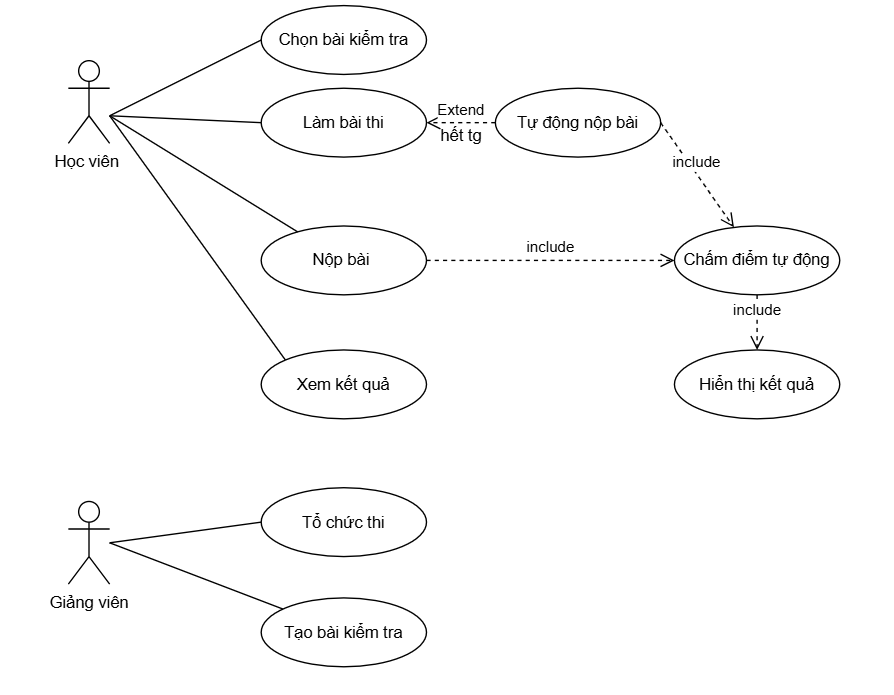 Chọn bài kiểm tra
Làm bài thi
Extend
hết tg
Tự động nộp bài
include
Học viên
Nộp bài
include
Chấm điểm tự động
include
Xem kết quả
Hiển thị kết quả
Tổ chức thi
Giảng viên
Tạo bài kiểm tra